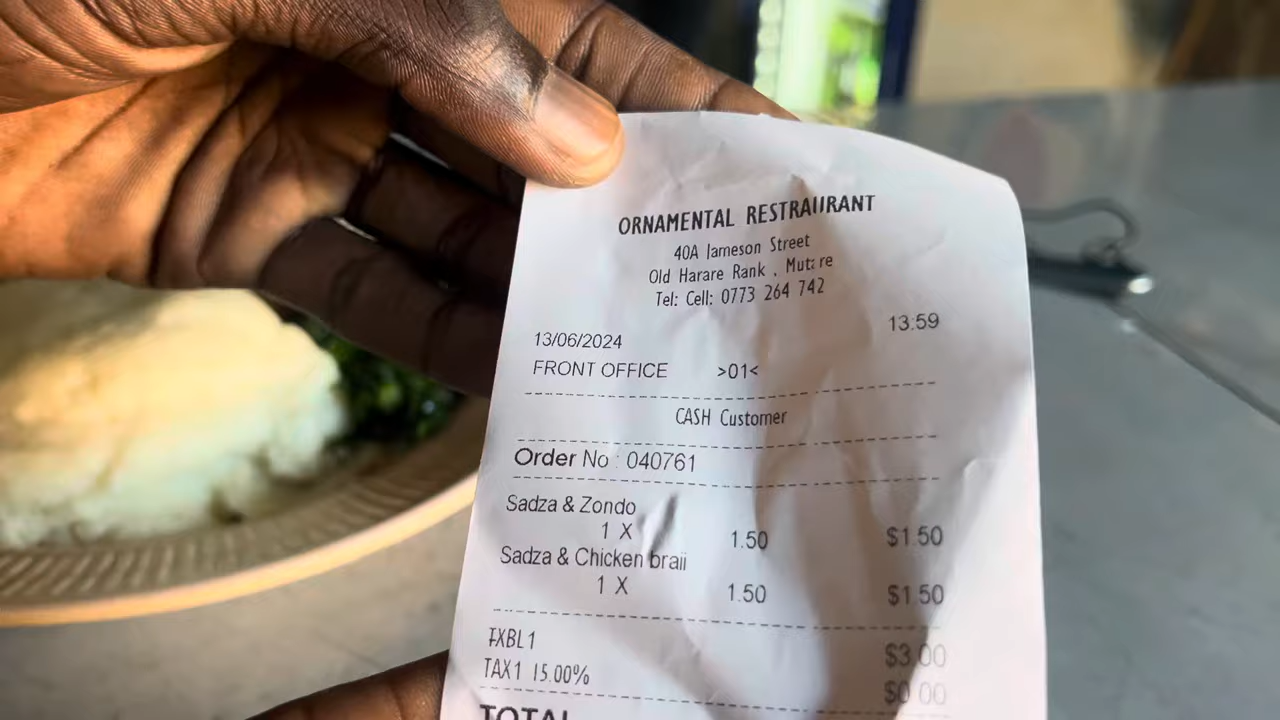 ORNAMENTAL RESTRAURANT
40A Jameson Street
Old Harare Rank , Mutare
Tel: Cell: 0773 264 742
13:59
13/06/2024
FRONT OFFICE >01<
CASH Customer
Order No : 040761
Sadza & Zondo
1 X 1.50 $1.50
Sadza & Chicken braii
1 X 1.50 $1.50
TXBL1 $3.00
TAX1 15.00% $0.00
TOTAL